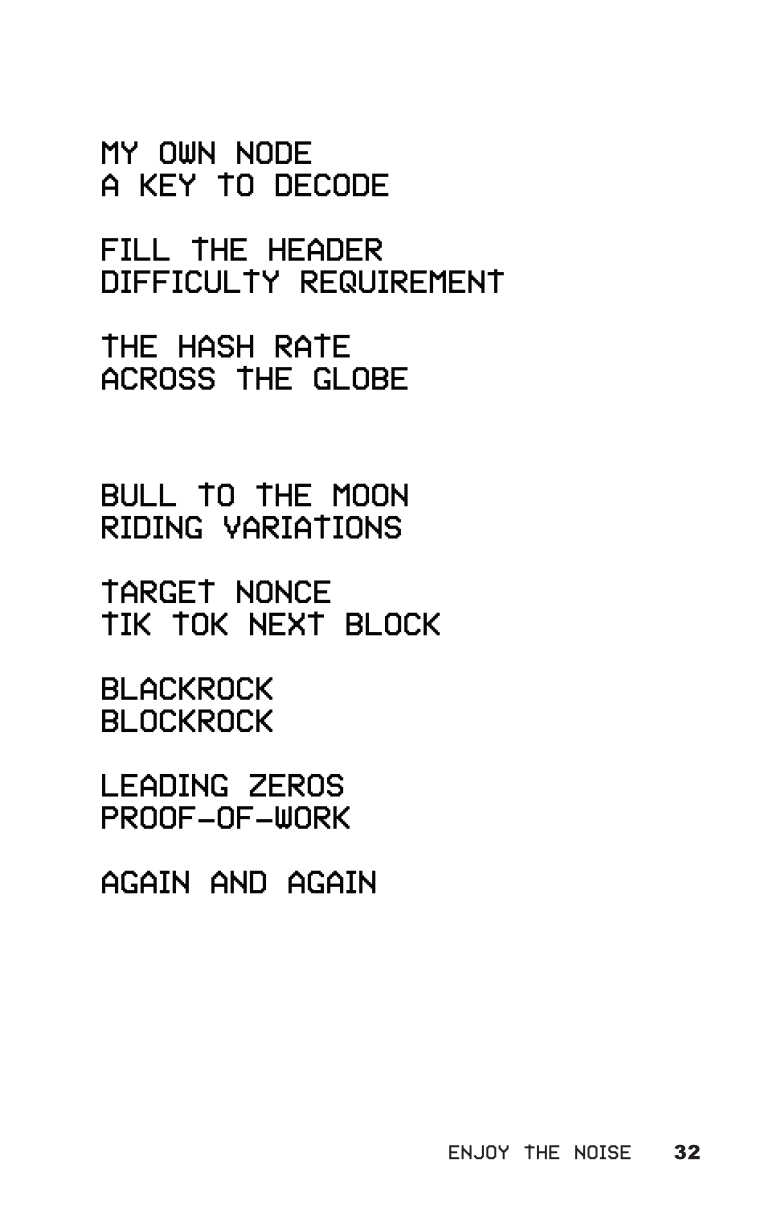 MY OWN NODE
A KEY TO DECODE
FILL THE HEADER
DIFFICULTY REQUIREMENT
THE HASH RATE
ACROSS THE GLOBE
BULL TO THE MOON
RIDING VARIATIONS
TARGET NONCE
TIK TOK NEXT BLOCK
BLACKROCK
BLOCKROCK
LEADING ZEROS
PROOF-OF-WORK
AGAIN AND AGAIN
ENJOY THE NOISE 32